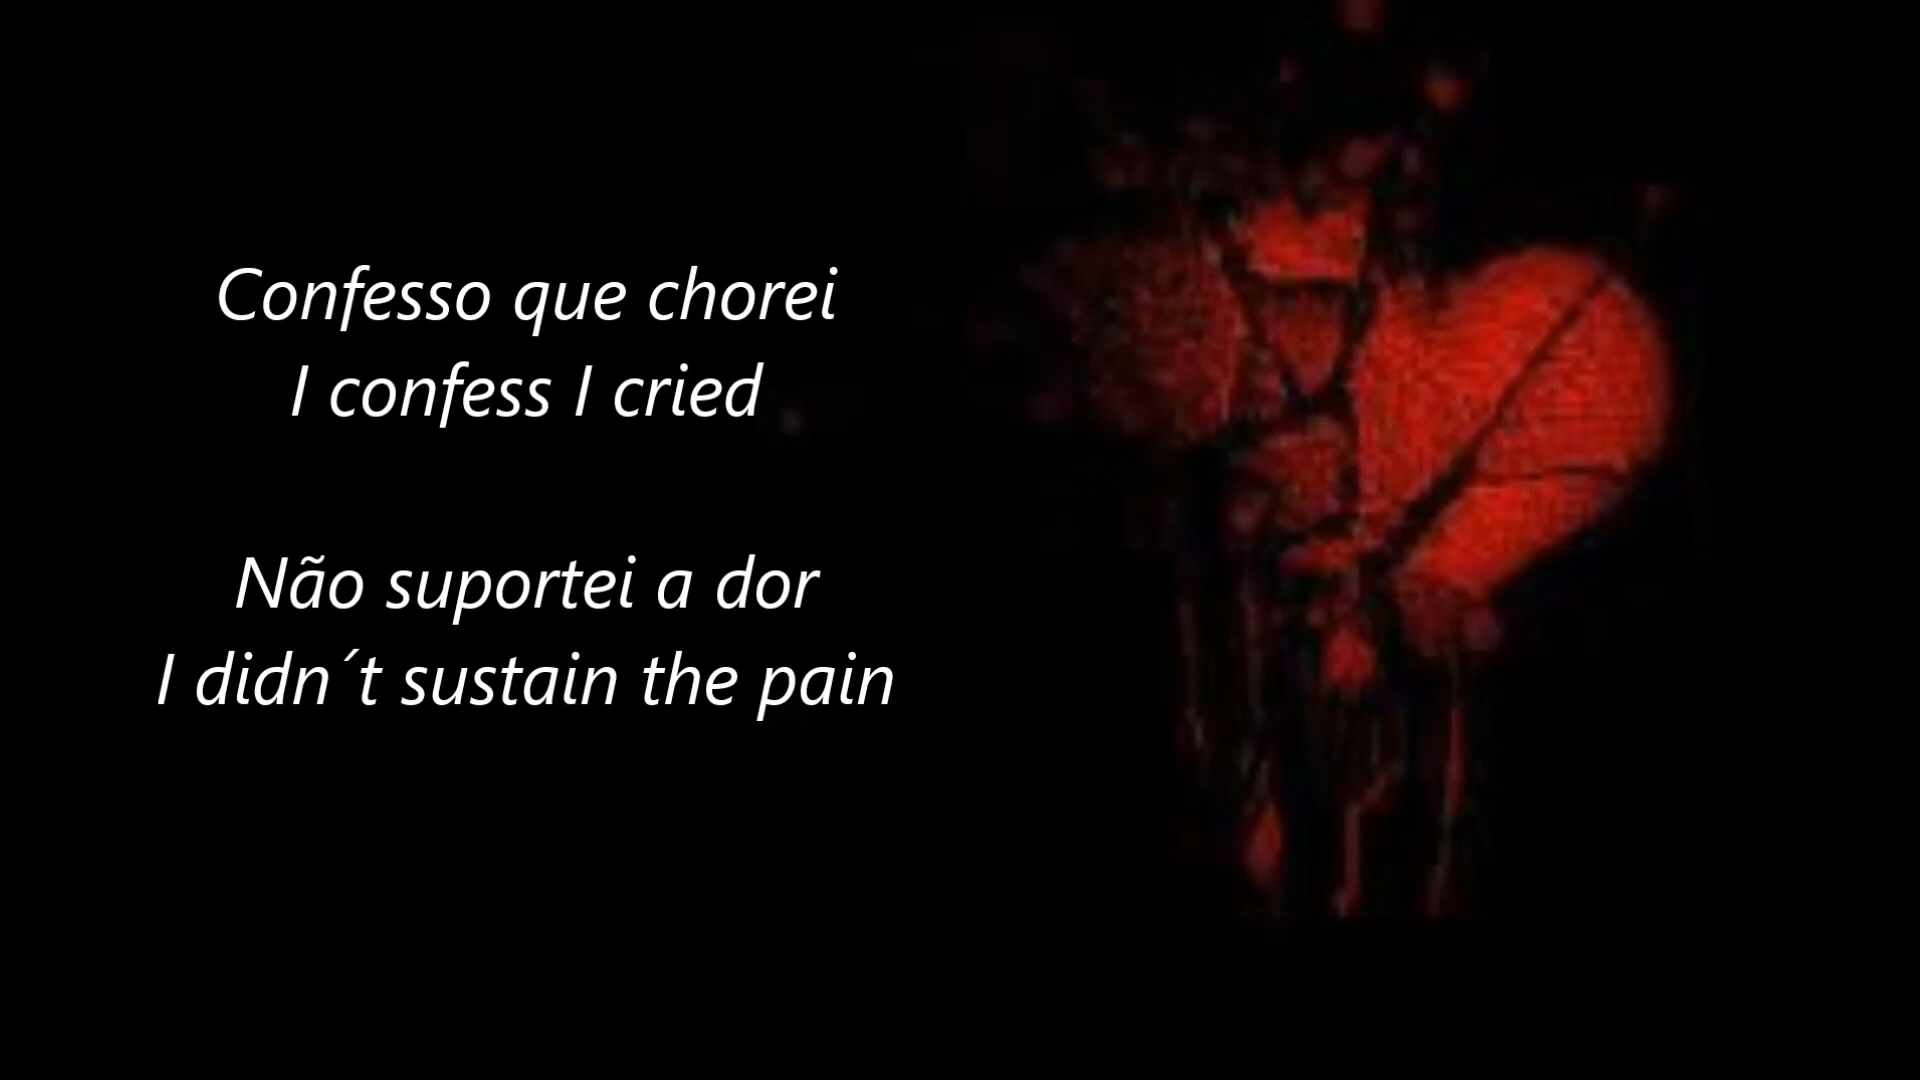 Confesso que chorei
I confess I cried
Não suportei a dor
I didn´t sustain the pain